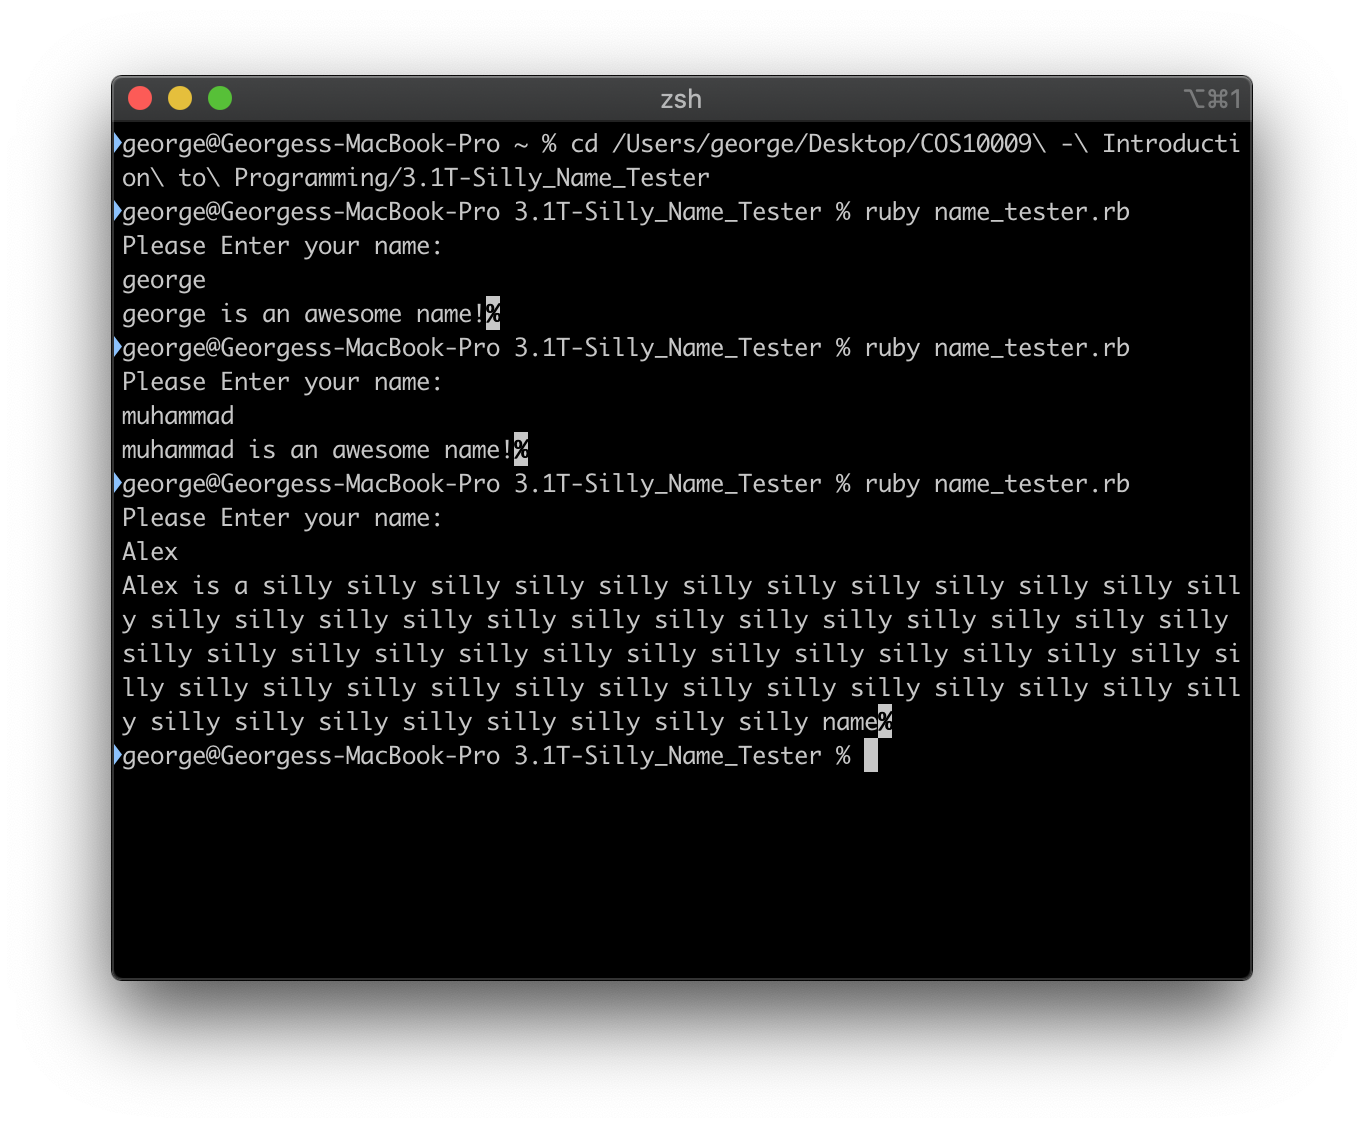 zsh
⌥⌘1
george@Georgess-MacBook-Pro ~ % cd /Users/george/Desktop/COS10009\ -\ Introducti
on\ to\ Programming/3.1T-Silly_Name_Tester
george@Georgess-MacBook-Pro 3.1T-Silly_Name_Tester % ruby name_tester.rb
Please Enter your name:
george
george is an awesome name!%
george@Georgess-MacBook-Pro 3.1T-Silly_Name_Tester % ruby name_tester.rb
Please Enter your name:
muhammad
muhammad is an awesome name!%
george@Georgess-MacBook-Pro 3.1T-Silly_Name_Tester % ruby name_tester.rb
Please Enter your name:
Alex
Alex is a silly silly silly silly silly silly silly silly silly silly silly sill
y silly silly silly silly silly silly silly silly silly silly silly silly silly
silly silly silly silly silly silly silly silly silly silly silly silly silly si
lly silly silly silly silly silly silly silly silly silly silly silly silly sill
y silly silly silly silly silly silly silly silly name%
george@Georgess-MacBook-Pro 3.1T-Silly_Name_Tester %